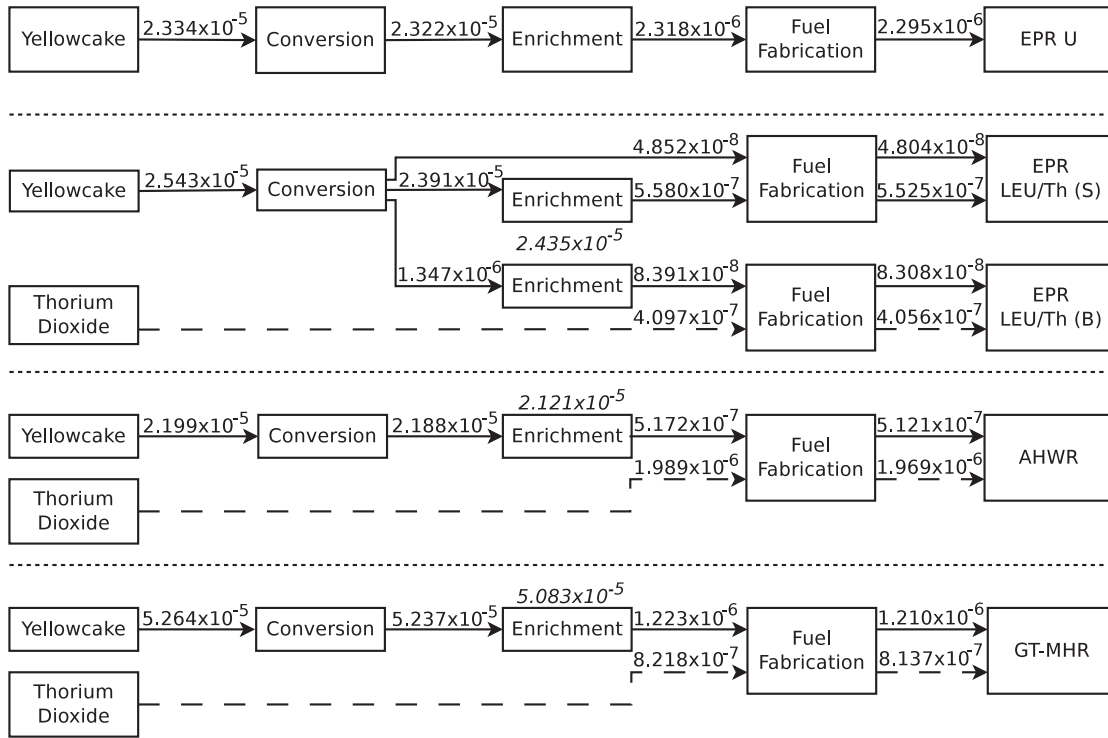 Yellowcake 2.334x10^-5 Conversion 2.322x10^-5 Enrichment 2.318x10^-6 Fuel Fabrication 2.295x10^-6 EPR U
4.852x10^-8 4.804x10^-8
Yellowcake 2.543x10^-5 Conversion 2.391x10^-5 Enrichment 5.580x10^-7 Fuel Fabrication 5.525x10^-7 EPR LEU/Th (S)
2.435x10^-5
1.347x10^-6 Enrichment 8.391x10^-8 Fuel Fabrication 8.308x10^-8 EPR LEU/Th (B)
Thorium Dioxide 4.097x10^-7 4.056x10^-7
2.121x10^-5
Yellowcake 2.199x10^-5 Conversion 2.188x10^-5 Enrichment 5.172x10^-7 Fuel Fabrication 5.121x10^-7 AHWR
1.989x10^-6 1.969x10^-6
Thorium Dioxide
5.083x10^-5
Yellowcake 5.264x10^-5 Conversion 5.237x10^-5 Enrichment 1.223x10^-6 Fuel Fabrication 1.210x10^-6 GT-MHR
8.218x10^-7 8.137x10^-7
Thorium Dioxide